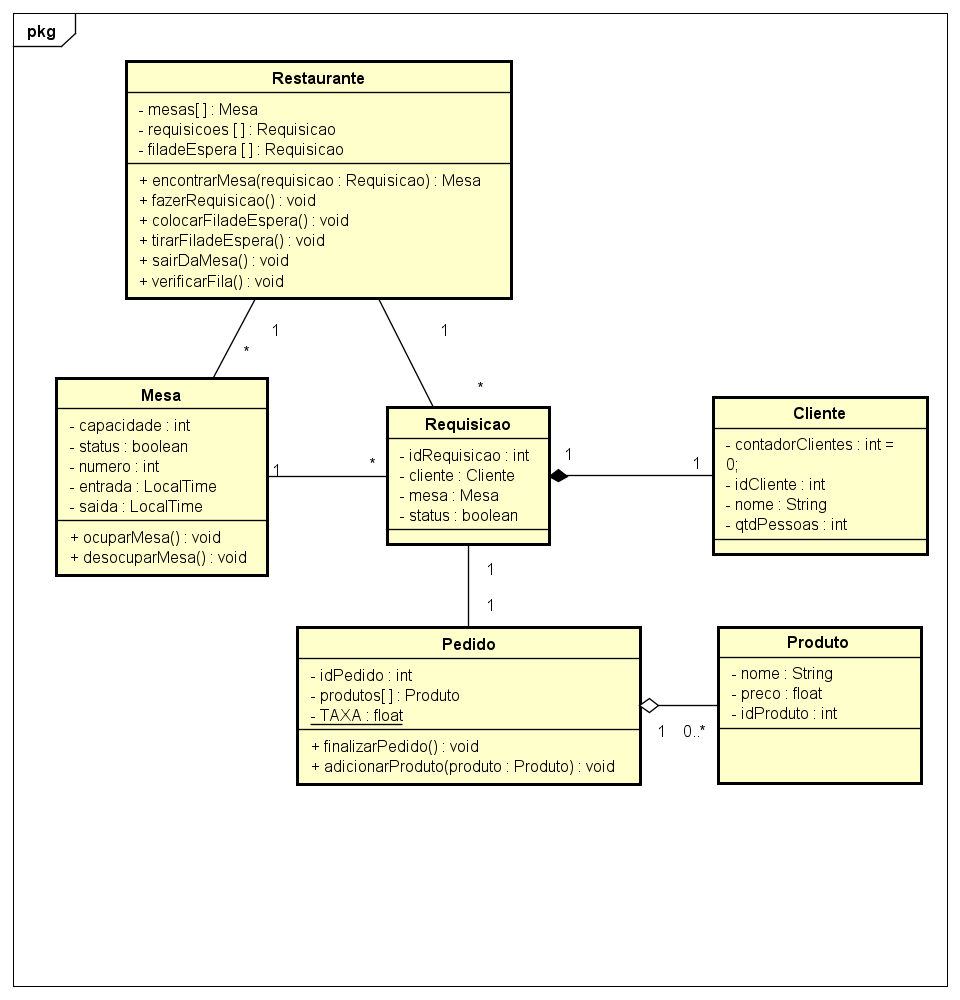 pkg
Restaurante
- mesas[ ] : Mesa
- requisicoes [ ] : Requisicao
- filadeEspera [ ] : Requisicao
+ encontrarMesa(requisicao : Requisicao) : Mesa
+ fazerRequisicao() : void
+ colocarFiladeEspera() : void
+ tirarFiladeEspera() : void
+ sairDaMesa() : void
+ verificarFila() : void
1
*
1
*
Mesa
- capacidade : int
- status : boolean
- numero : int
- entrada : LocalTime
- saida : LocalTime
+ ocuparMesa() : void
+ desocuparMesa() : void
1
*
Requisicao
- idRequisicao : int
- cliente : Cliente
- mesa : Mesa
- status : boolean
1
1
Cliente
- contadorClientes : int =
0;
- idCliente : int
- nome : String
- qtdPessoas : int
1
1
Pedido
- idPedido : int
- produtos[ ] : Produto
- TAXA : float
+ finalizarPedido() : void
+ adicionarProduto(produto : Produto) : void
1
0..*
Produto
- nome : String
- preco : float
- idProduto : int